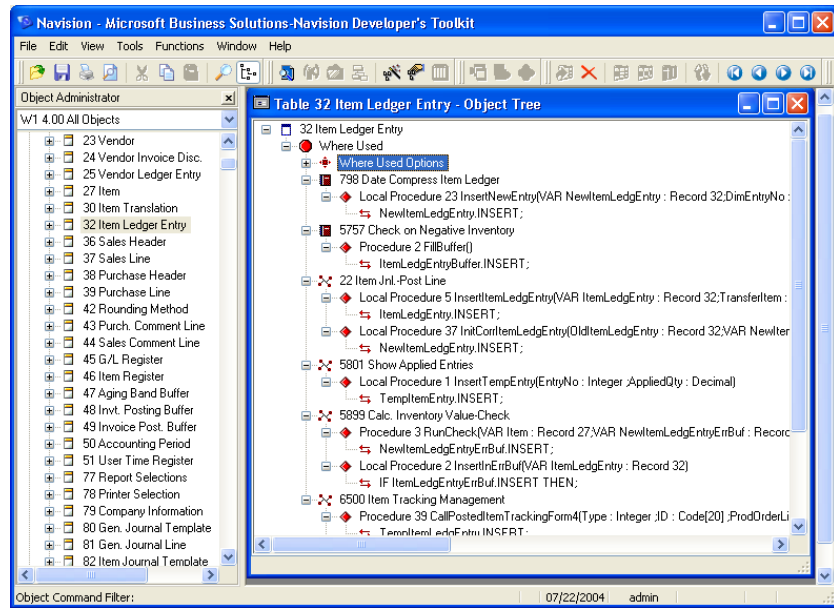 Navision - Microsoft Business Solutions-Navision Developer's Toolkit
File Edit View Tools Functions Window Help
Object Administrator
W1 4.00 All Objects
23 Vendor
24 Vendor Invoice Disc.
25 Vendor Ledger Entry
27 Item
30 Item Translation
32 Item Ledger Entry
36 Sales Header
37 Sales Line
38 Purchase Header
39 Purchase Line
42 Rounding Method
43 Purch. Comment Line
44 Sales Comment Line
45 G/L Register
46 Item Register
47 Aging Band Buffer
48 Invt. Posting Buffer
49 Invoice Post. Buffer
50 Accounting Period
51 User Time Register
77 Report Selections
78 Printer Selection
79 Company Information
80 Gen. Journal Template
81 Gen. Journal Line
82 Item Journal Template
Table 32 Item Ledger Entry - Object Tree
32 Item Ledger Entry
Where Used
Where Used Options
798 Date Compress Item Ledger
Local Procedure 23 InsertNewEntry(VAR NewItemLedgEntry : Record 32;DimEntryNo :
NewItemLedgEntry.INSERT;
5757 Check on Negative Inventory
Procedure 2 FillBuffer()
ItemLedgEntryBuffer.INSERT;
22 Item Jnl.-Post Line
Local Procedure 5 InsertItemLedgEntry(VAR ItemLedgEntry : Record 32;TransferItem :
ItemLedgEntry.INSERT;
Local Procedure 37 InitCorrItemLedgEntry(OldItemLedgEntry : Record 32;VAR NewIter
NewItemLedgEntry.INSERT;
5801 Show Applied Entries
Local Procedure 1 InsertTempEntry(EntryNo : Integer ;AppliedQty : Decimal)
TempItemEntry.INSERT;
5899 Calc. Inventory Value-Check
Procedure 3 RunCheck(VAR Item : Record 27;VAR NewItemLedgEntryErrBuf : Recorc
NewItemLedgEntryErrBuf.INSERT;
Local Procedure 2 InsertInErrBuf(VAR ItemLedgEntry : Record 32)
IF ItemLedgEntryErrBuf.INSERT THEN;
6500 Item Tracking Management
Procedure 39 CallPostedItemTrackingForm4(Type : Integer ;ID : Code[20] ;ProdOrderLi
TempItemLedgEntry.INSERT;
Object Command Filter:
07/22/2004 admin